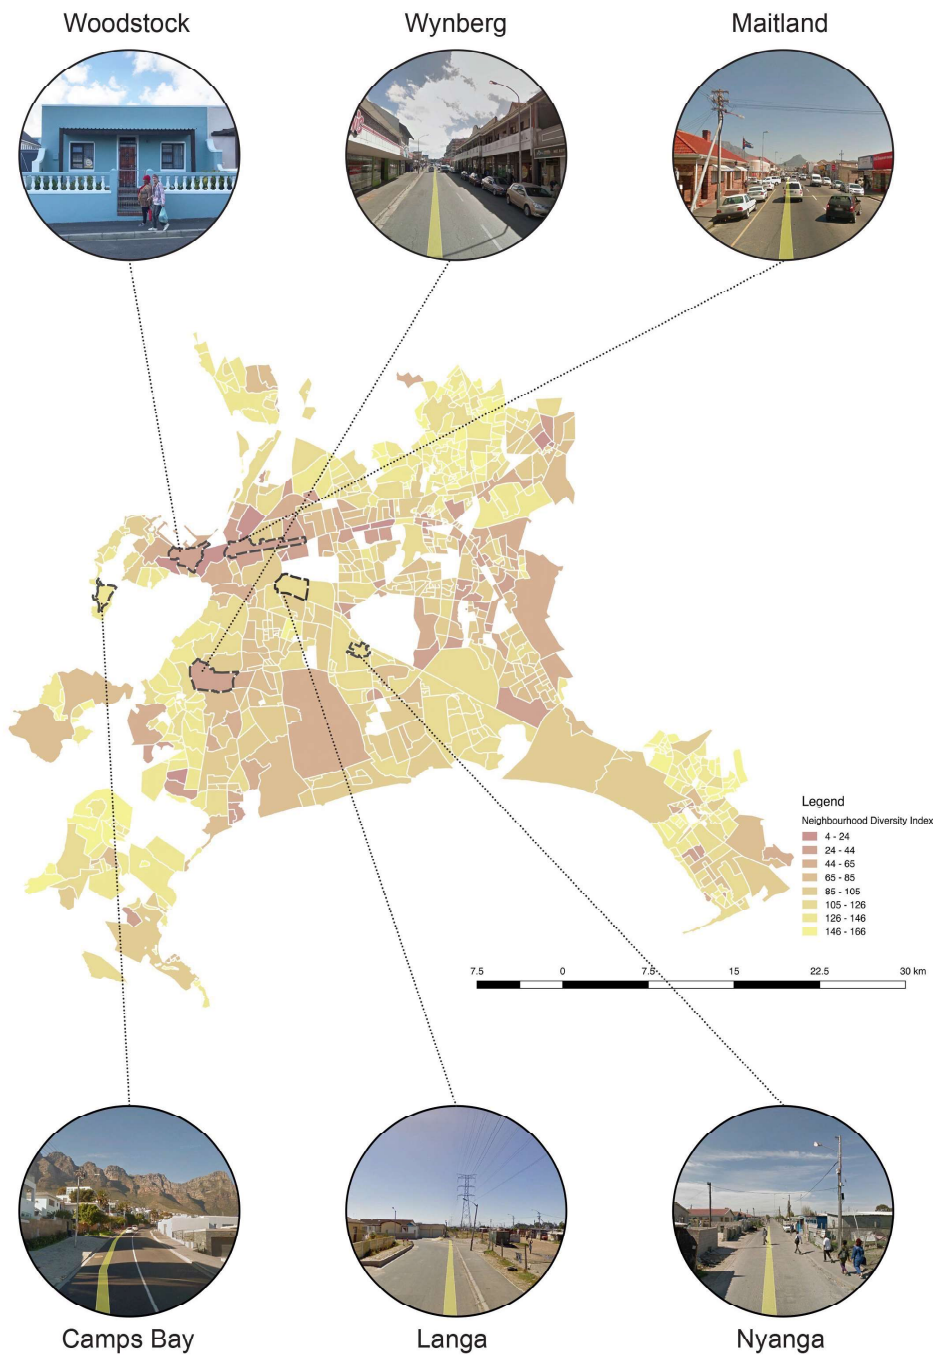 Woodstock
Wynberg
Maitland
Legend
Neighbourhood Diversity Index
4 - 24
24 - 44
44 - 65
65 - 85
85 - 105
105 - 126
126 - 146
146 - 166
7.5 0 7.5 15 22.5 30 km
Camps Bay
Langa
Nyanga